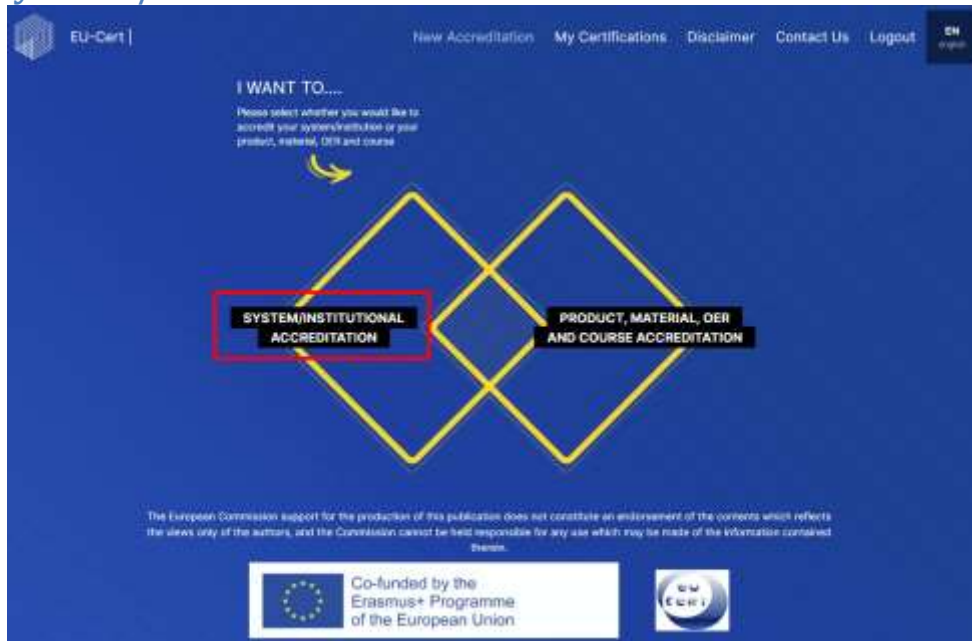 EU-Cert |
New Accreditation My Certifications Disclaimer Contact Us Logout
EN
I WANT TO....
Please select whether you would like to
accredit your system/institution or your
product, material, OER and course
SYSTEM/INSTITUTIONAL
ACCREDITATION
PRODUCT, MATERIAL, OER
AND COURSE ACCREDITATION
The European Commission support for the production of this publication does not constitute an endorsement of the contents which reflects
the views only of the authors, and the Commission cannot be held responsible for any use which may be made of the information contained
therein.
Co-funded by the
Erasmus+ Programme
of the European Union